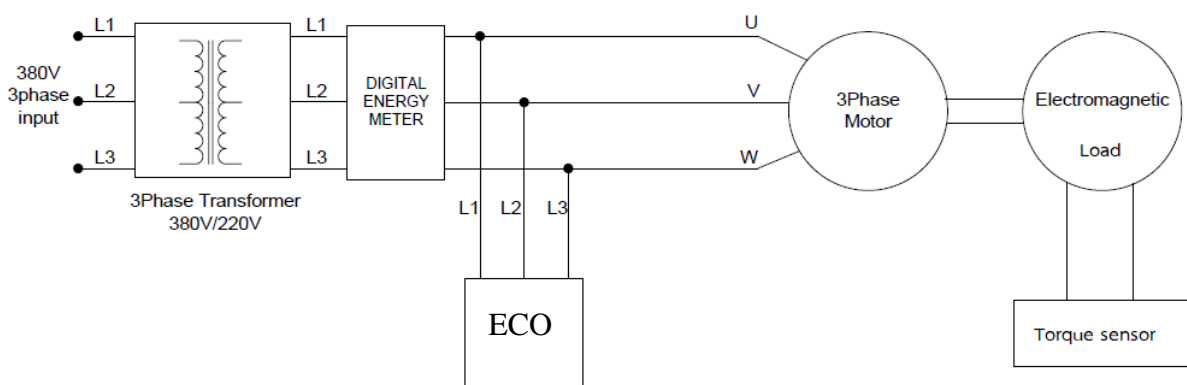 L1
L1
U
380V
3phase
input
L2
L2
DIGITAL
ENERGY
METER
V
3Phase
Motor
Electromagnetic
Load
L3
L3
W
3Phase Transformer
380V/220V
L1
L2
L3
ECO
Torque sensor